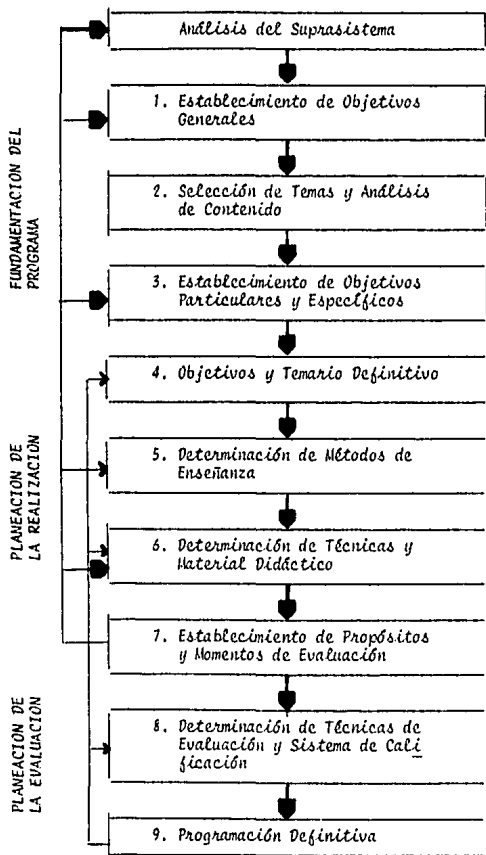 Análisis del Suprasistema
1. Establecimiento de Objetivos
Generales
2. Selección de Temas y Análisis
de Contenido
3. Establecimiento de Objetivos
Particulares y Específicos
4. Objetivos y Temario Definitivo
5. Determinación de Métodos de
Enseñanza
6. Determinación de Técnicas y
Material Didáctico
7. Establecimiento de Propósitos
y Momentos de Evaluación
8. Determinación de Técnicas de
Evaluación y Sistema de Cali
ficación
9. Programación Definitiva
FUNDAMENTACION DEL
PROGRAMA
PLANEACION DE
LA REALIZACIÓN
PLANEACION DE
LA EVALUACION